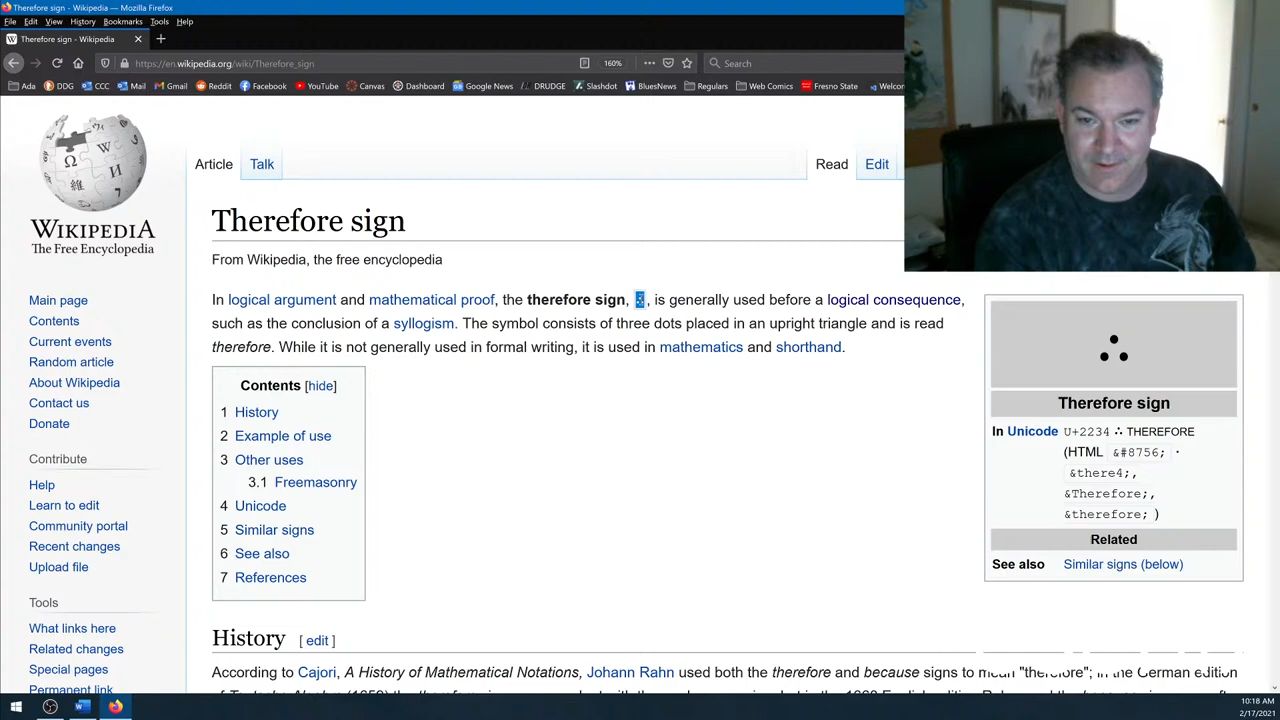 Therefore sign - Wikipedia - Mozilla Firefox
File Edit View History Bookmarks Tools Help
Therefore sign - Wikipedia
https://en.wikipedia.org/wiki/Therefore_sign 160% Search
Ada DDG CCC Mail Gmail Reddit Facebook YouTube Canvas Dashboard Google News DRUDGE Slashdot BluesNews Regulars Web Comics Fresno State Welcon
Article Talk Read Edit
WIKIPEDIA
The Free Encyclopedia
Main page
Contents
Current events
Random article
About Wikipedia
Contact us
Donate
Contribute
Help
Learn to edit
Community portal
Recent changes
Upload file
Tools
What links here
Related changes
Special pages
Permanent link
Therefore sign
From Wikipedia, the free encyclopedia
In logical argument and mathematical proof, the therefore sign, ∴, is generally used before a logical consequence,
such as the conclusion of a syllogism. The symbol consists of three dots placed in an upright triangle and is read
therefore. While it is not generally used in formal writing, it is used in mathematics and shorthand.
Contents [hide]
1 History
2 Example of use
3 Other uses
3.1 Freemasonry
4 Unicode
5 Similar signs
6 See also
7 References
∴
Therefore sign
In Unicode U+2234 ∴ THEREFORE
(HTML &#8756; ·
&there4;,
&Therefore;,
&therefore; )
Related
See also Similar signs (below)
History [ edit ]
According to Cajori, A History of Mathematical Notations, Johann Rahn used both the therefore and because signs to mean "therefore"; in the German edition
10:18 AM
2/17/2021